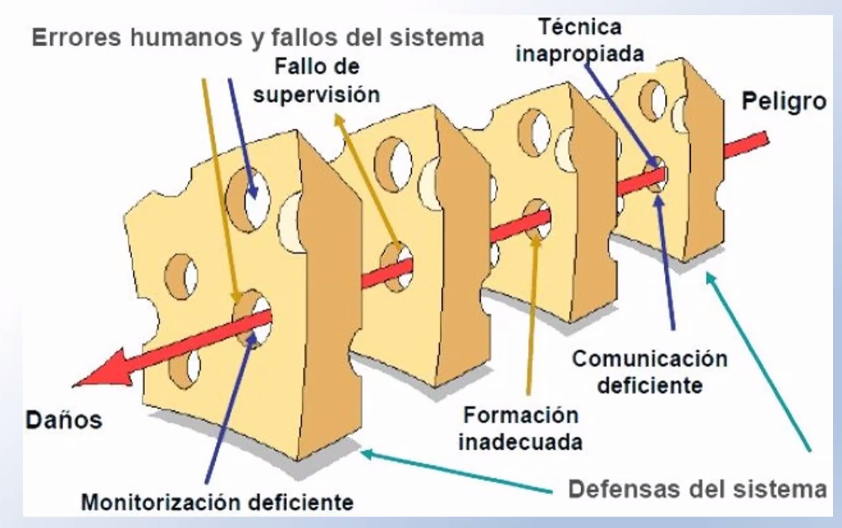 Errores humanos y fallos del sistema
Fallo de
supervisión
Técnica
inapropiada
Peligro
Comunicación
deficiente
Formación
inadecuada
Daños
Defensas del sistema
Monitorización deficiente